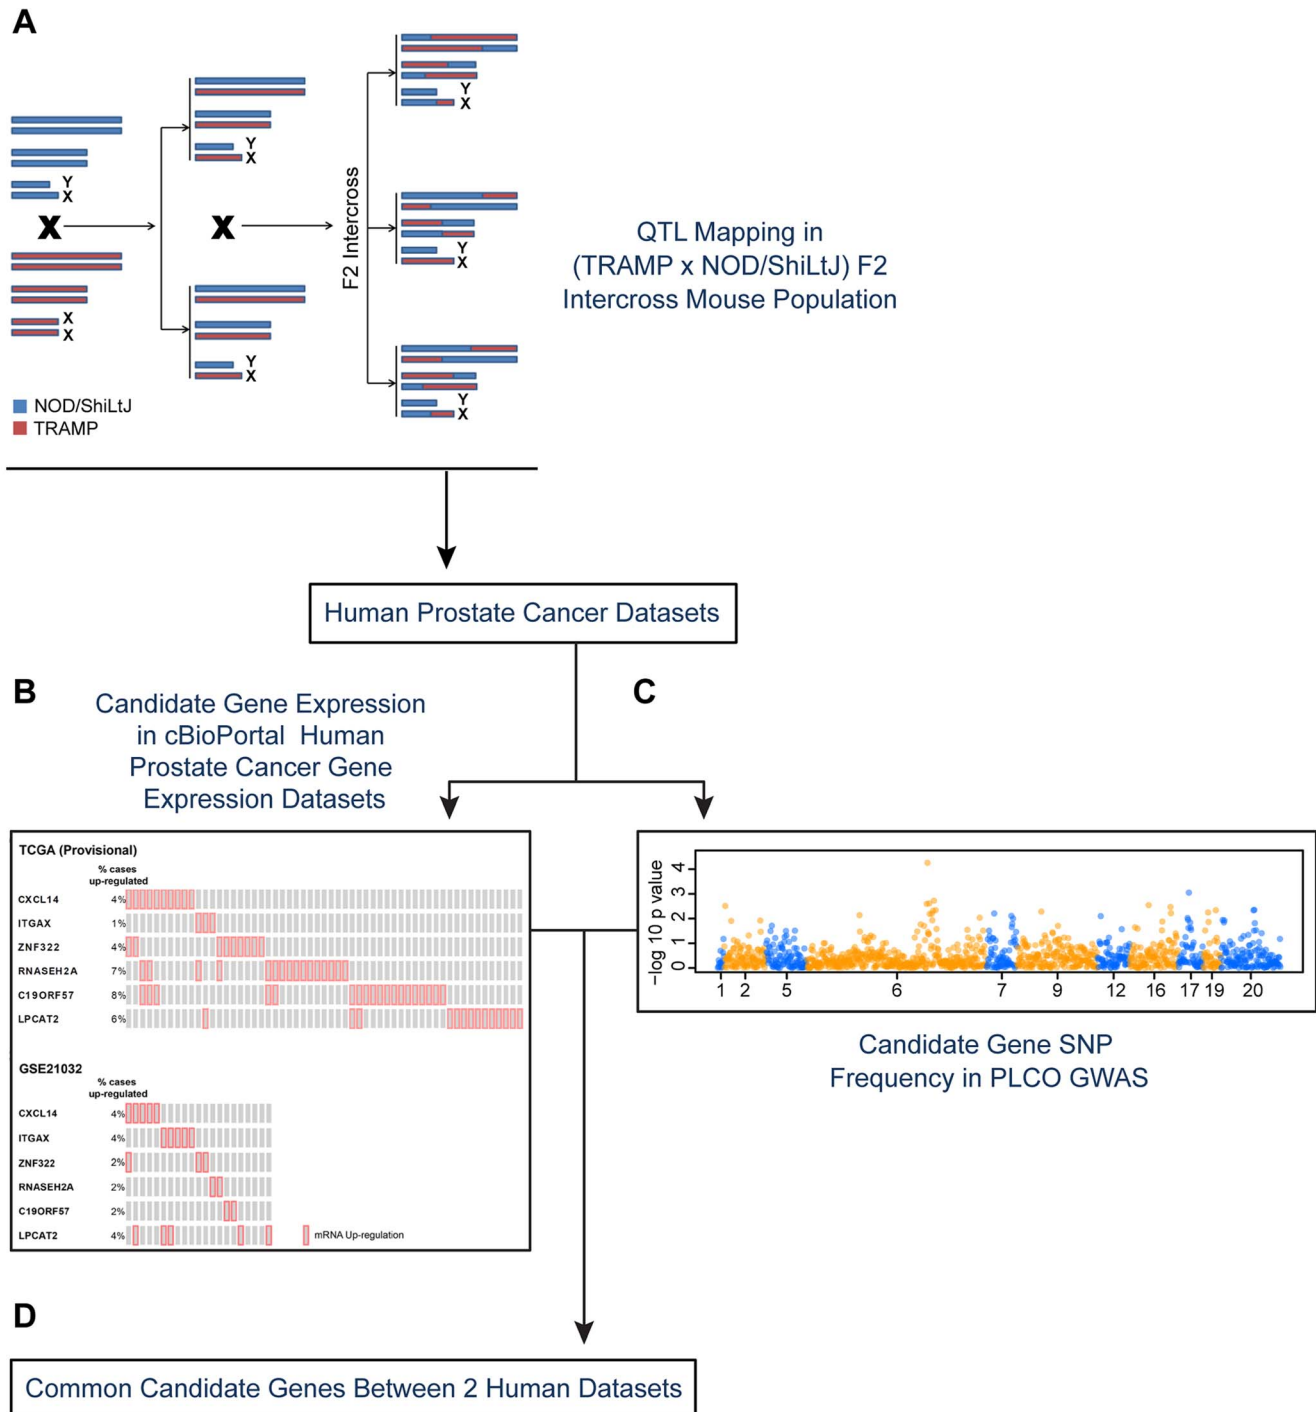 A
Y
X
X
X
X
Y
X
X
Y
X
F2 Intercross
Y
X
Y
X
Y
X
NOD/ShiLtJ
TRAMP
QTL Mapping in
(TRAMP x NOD/ShiLtJ) F2
Intercross Mouse Population
Human Prostate Cancer Datasets
B
Candidate Gene Expression
in cBioPortal Human
Prostate Cancer Gene
Expression Datasets
TCGA (Provisional)
% cases
up-regulated
CXCL14 4%
ITGAX 1%
ZNF322 4%
RNASEH2A 7%
C19ORF57 8%
LPCAT2 6%
GSE21032
% cases
up-regulated
CXCL14 4%
ITGAX 4%
ZNF322 2%
RNASEH2A 2%
C19ORF57 2%
LPCAT2 4%
mRNA Up-regulation
C
−log 10 p value
4
3
2
1
0
1 2 5 6 7 9 12 16 17 19 20
Candidate Gene SNP
Frequency in PLCO GWAS
D
Common Candidate Genes Between 2 Human Datasets